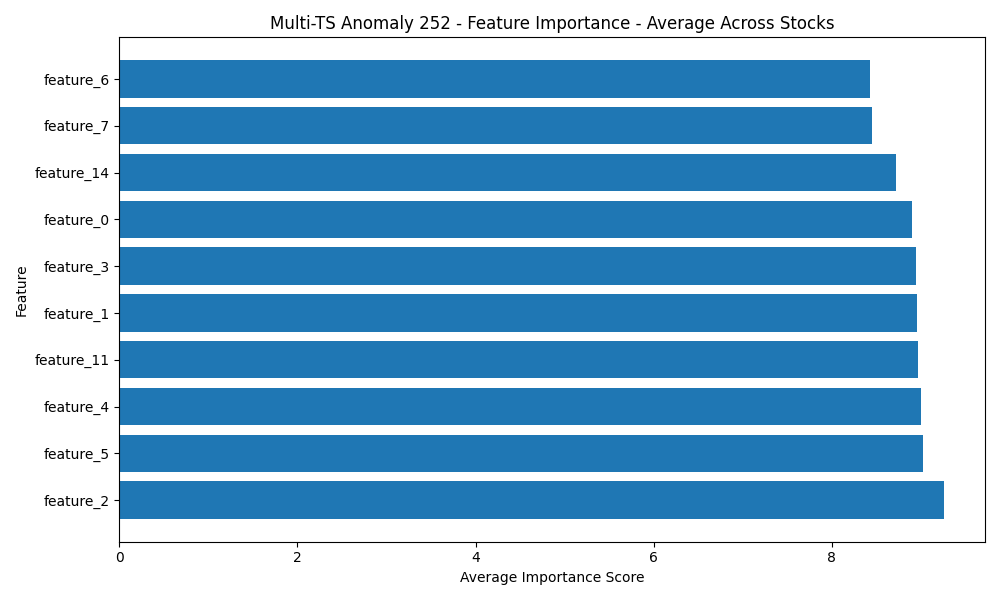 Multi-TS Anomaly 252 - Feature Importance - Average Across Stocks
Feature
feature_6
feature_7
feature_14
feature_0
feature_3
feature_1
feature_11
feature_4
feature_5
feature_2
0 2 4 6 8
Average Importance Score